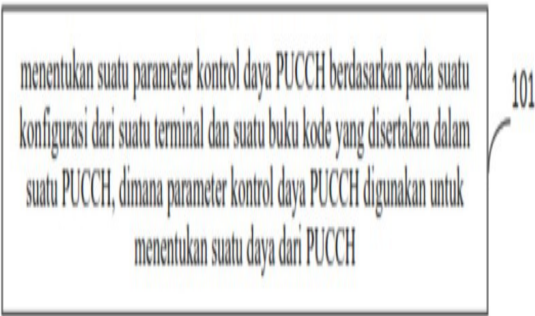 menentukan suatu parameter kontrol daya PUCCH berdasarkan pada suatu
konfigurasi dari suatu terminal dan suatu buku kode yang disertakan dalam
suatu PUCCH, dimana parameter kontrol daya PUCCH digunakan untuk
menentukan suatu daya dari PUCCH
101